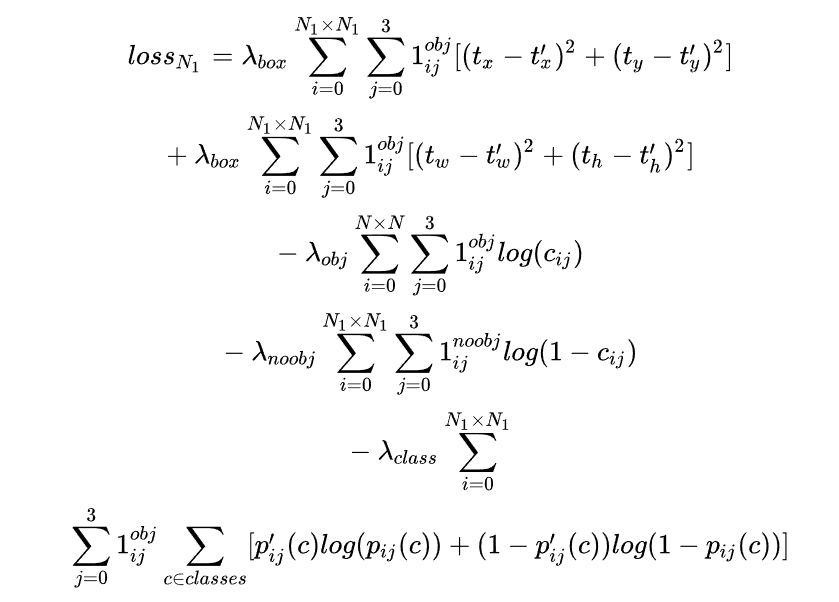 loss_{N_1} = \lambda_{box} \sum_{i=0}^{N_1 \times N_1} \sum_{j=0}^{3} 1_{ij}^{obj} [(t_x - t'_x)^2 + (t_y - t'_y)^2]
+ \lambda_{box} \sum_{i=0}^{N_1 \times N_1} \sum_{j=0}^{3} 1_{ij}^{obj} [(t_w - t'_w)^2 + (t_h - t'_h)^2]
- \lambda_{obj} \sum_{i=0}^{N \times N} \sum_{j=0}^{3} 1_{ij}^{obj} log(c_{ij})
- \lambda_{noobj} \sum_{i=0}^{N_1 \times N_1} \sum_{j=0}^{3} 1_{ij}^{noobj} log(1 - c_{ij})
- \lambda_{class} \sum_{i=0}^{N_1 \times N_1}
\sum_{j=0}^{3} 1_{ij}^{obj} \sum_{c \in classes} [p'_{ij}(c) log(p_{ij}(c)) + (1 - p'_{ij}(c)) log(1 - p_{ij}(c))]